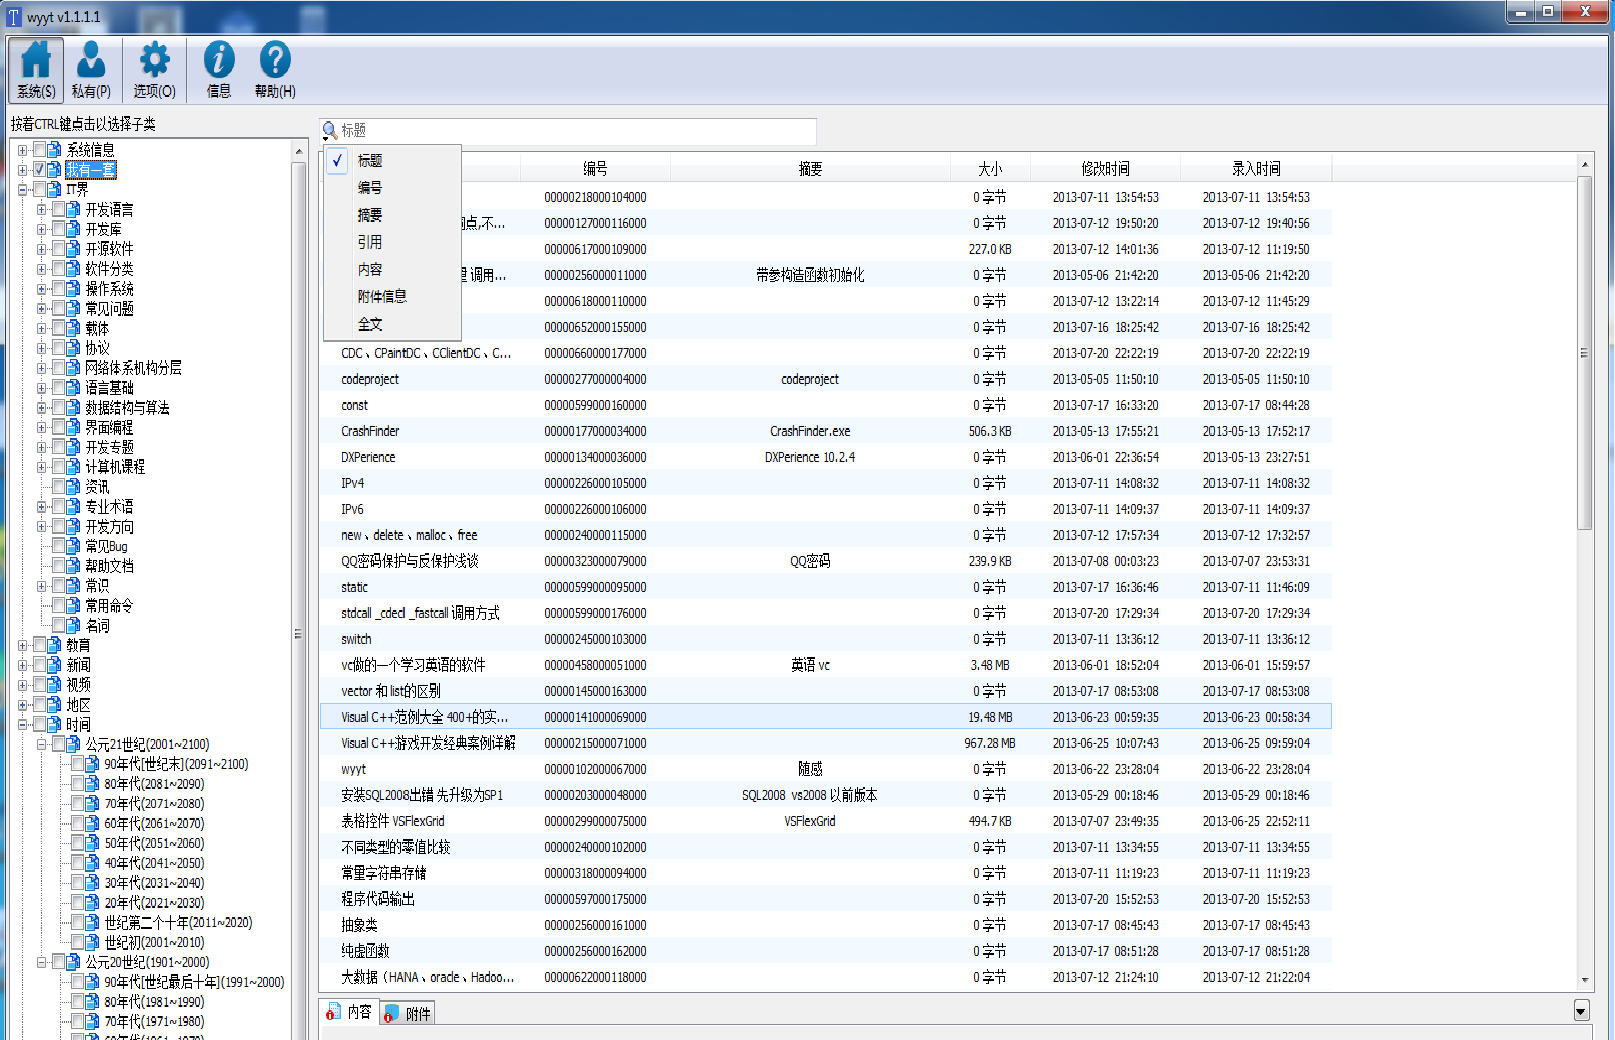 wyyt v1.1.1.1
系统(S) 私有(P) 选项(O) 信息 帮助(H)
按着CTRL键点击以选择子类
系统信息
我有一套
IT界
开发语言
开发库
开源软件
软件分类
操作系统
常见问题
载体
协议
网络体系机构分层
语言基础
数据结构与算法
界面编程
开发专题
计算机课程
资讯
专业术语
开发方向
常见Bug
帮助文档
常识
常用命令
名词
教育
新闻
视频
地区
时间
公元21世纪(2001~2100)
90年代[世纪末](2091~2100)
80年代(2081~2090)
70年代(2071~2080)
60年代(2061~2070)
50年代(2051~2060)
40年代(2041~2050)
30年代(2031~2040)
20年代(2021~2030)
世纪第二个十年(2011~2020)
世纪初(2001~2010)
公元20世纪(1901~2000)
90年代[世纪最后十年](1991~2000)
80年代(1981~1990)
70年代(1971~1980)
标题
标题
编号
摘要
引用
内容
附件信息
全文
编号 摘要 大小 修改时间 录入时间
00000218000104000 0 字节 2013-07-11 13:54:53 2013-07-11 13:54:53
点,不... 00000127000116000 0 字节 2013-07-12 19:50:20 2013-07-12 19:40:56
00000617000109000 227.0 KB 2013-07-12 14:01:36 2013-07-12 11:19:50
调用... 00000256000011000 带参构造函数初始化 0 字节 2013-05-06 21:42:20 2013-05-06 21:42:20
00000618000110000 0 字节 2013-07-12 13:22:14 2013-07-12 11:45:29
00000652000155000 0 字节 2013-07-16 18:25:42 2013-07-16 18:25:42
CDC、CPaintDC、CClientDC、C... 00000660000177000 0 字节 2013-07-20 22:22:19 2013-07-20 22:22:19
codeproject 00000277000004000 codeproject 0 字节 2013-05-05 11:50:10 2013-05-05 11:50:10
const 00000599000160000 0 字节 2013-07-17 16:33:20 2013-07-17 08:44:28
CrashFinder 00000177000034000 CrashFinder.exe 506.3 KB 2013-05-13 17:55:21 2013-05-13 17:52:17
DXPerience 00000134000036000 DXPerience 10.2.4 0 字节 2013-06-01 22:36:54 2013-05-13 23:27:51
IPv4 00000226000105000 0 字节 2013-07-11 14:08:32 2013-07-11 14:08:32
IPv6 00000226000106000 0 字节 2013-07-11 14:09:37 2013-07-11 14:09:37
new、delete、malloc、free 00000240000115000 0 字节 2013-07-12 17:57:34 2013-07-12 17:32:57
QQ密码保护与反保护浅谈 00000323000079000 QQ密码 239.9 KB 2013-07-08 00:03:23 2013-07-07 23:53:31
static 00000599000095000 0 字节 2013-07-17 16:36:46 2013-07-11 11:46:09
stdcall _cdecl _fastcall 调用方式 00000599000176000 0 字节 2013-07-20 17:29:34 2013-07-20 17:29:34
switch 00000245000103000 0 字节 2013-07-11 13:36:12 2013-07-11 13:36:12
vc做的一个学习英语的软件 00000458000051000 英语 vc 3.48 MB 2013-06-01 18:52:04 2013-06-01 15:59:57
vector 和 list的区别 00000145000163000 0 字节 2013-07-17 08:53:08 2013-07-17 08:53:08
Visual C++范例大全 400+的实... 00000141000069000 19.48 MB 2013-06-23 00:59:35 2013-06-23 00:58:34
Visual C++游戏开发经典案例详解 00000215000071000 967.28 MB 2013-06-25 10:07:43 2013-06-25 09:59:04
wyyt 00000102000067000 随感 0 字节 2013-06-22 23:28:04 2013-06-22 23:28:04
安装SQL2008出错 先升级为SP1 00000203000048000 SQL2008 vs2008 以前版本 0 字节 2013-05-29 00:18:46 2013-05-29 00:18:46
表格控件 VSFlexGrid 00000299000075000 VSFlexGrid 494.7 KB 2013-07-07 23:49:35 2013-06-25 22:52:11
不同类型的零值比较 00000240000102000 0 字节 2013-07-11 13:34:55 2013-07-11 13:34:55
常量字符串存储 00000318000094000 0 字节 2013-07-11 11:19:23 2013-07-11 11:19:23
程序代码输出 00000597000175000 0 字节 2013-07-20 15:52:53 2013-07-20 15:52:53
抽象类 00000256000161000 0 字节 2013-07-17 08:45:43 2013-07-17 08:45:43
纯虚函数 00000256000162000 0 字节 2013-07-17 08:51:28 2013-07-17 08:51:28
大数据（HANA、oracle、Hadoo... 00000622000118000 0 字节 2013-07-12 21:24:10 2013-07-12 21:22:04
内容 附件